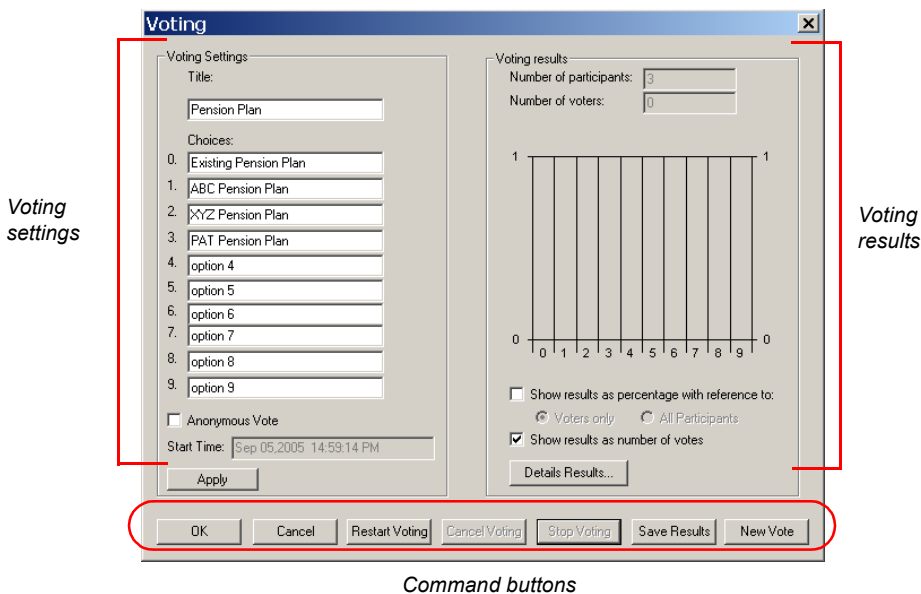 Voting
Voting Settings
Title:
Pension Plan
Choices:
0. Existing Pension Plan
1. ABC Pension Plan
2. XYZ Pension Plan
3. PAT Pension Plan
4. option 4
5. option 5
6. option 6
7. option 7
8. option 8
9. option 9
Anonymous Vote
Start Time: Sep 05,2005 14:59:14 PM
Apply
Voting results
Number of participants: 3
Number of voters: 0
1 1
0 0
0 1 2 3 4 5 6 7 8 9
Show results as percentage with reference to:
Voters only All Participants
Show results as number of votes
Details Results...
OK Cancel Restart Voting Cancel Voting Stop Voting Save Results New Vote
Voting
settings
Voting
results
Command buttons